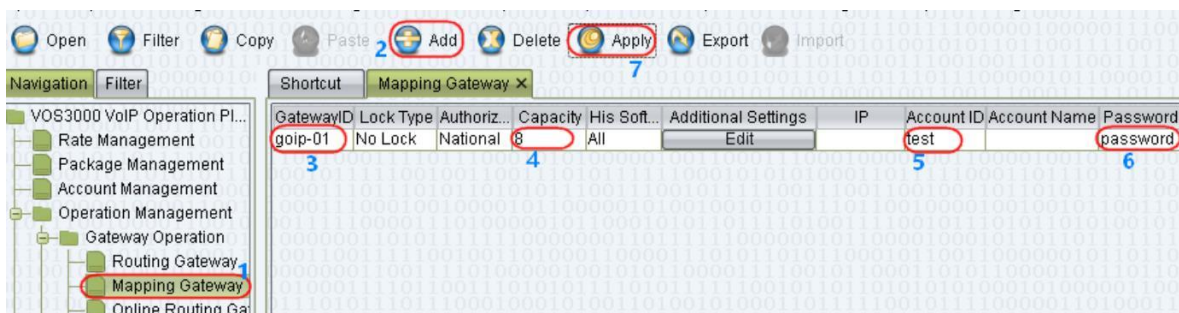 Open Filter Copy Paste 2 Add Delete Apply Export Import
7
Navigation Filter Shortcut Mapping Gateway ×
VOS3000 VoIP Operation Pl...
Rate Management
Package Management
Account Management
Operation Management
Gateway Operation
Routing Gateway
1
Mapping Gateway
Online Routing Gat
GatewayID Lock Type Authoriz... Capacity His Soft... Additional Settings IP Account ID Account Name Password
goip-01 No Lock National 8 All Edit test password
3 4 5 6